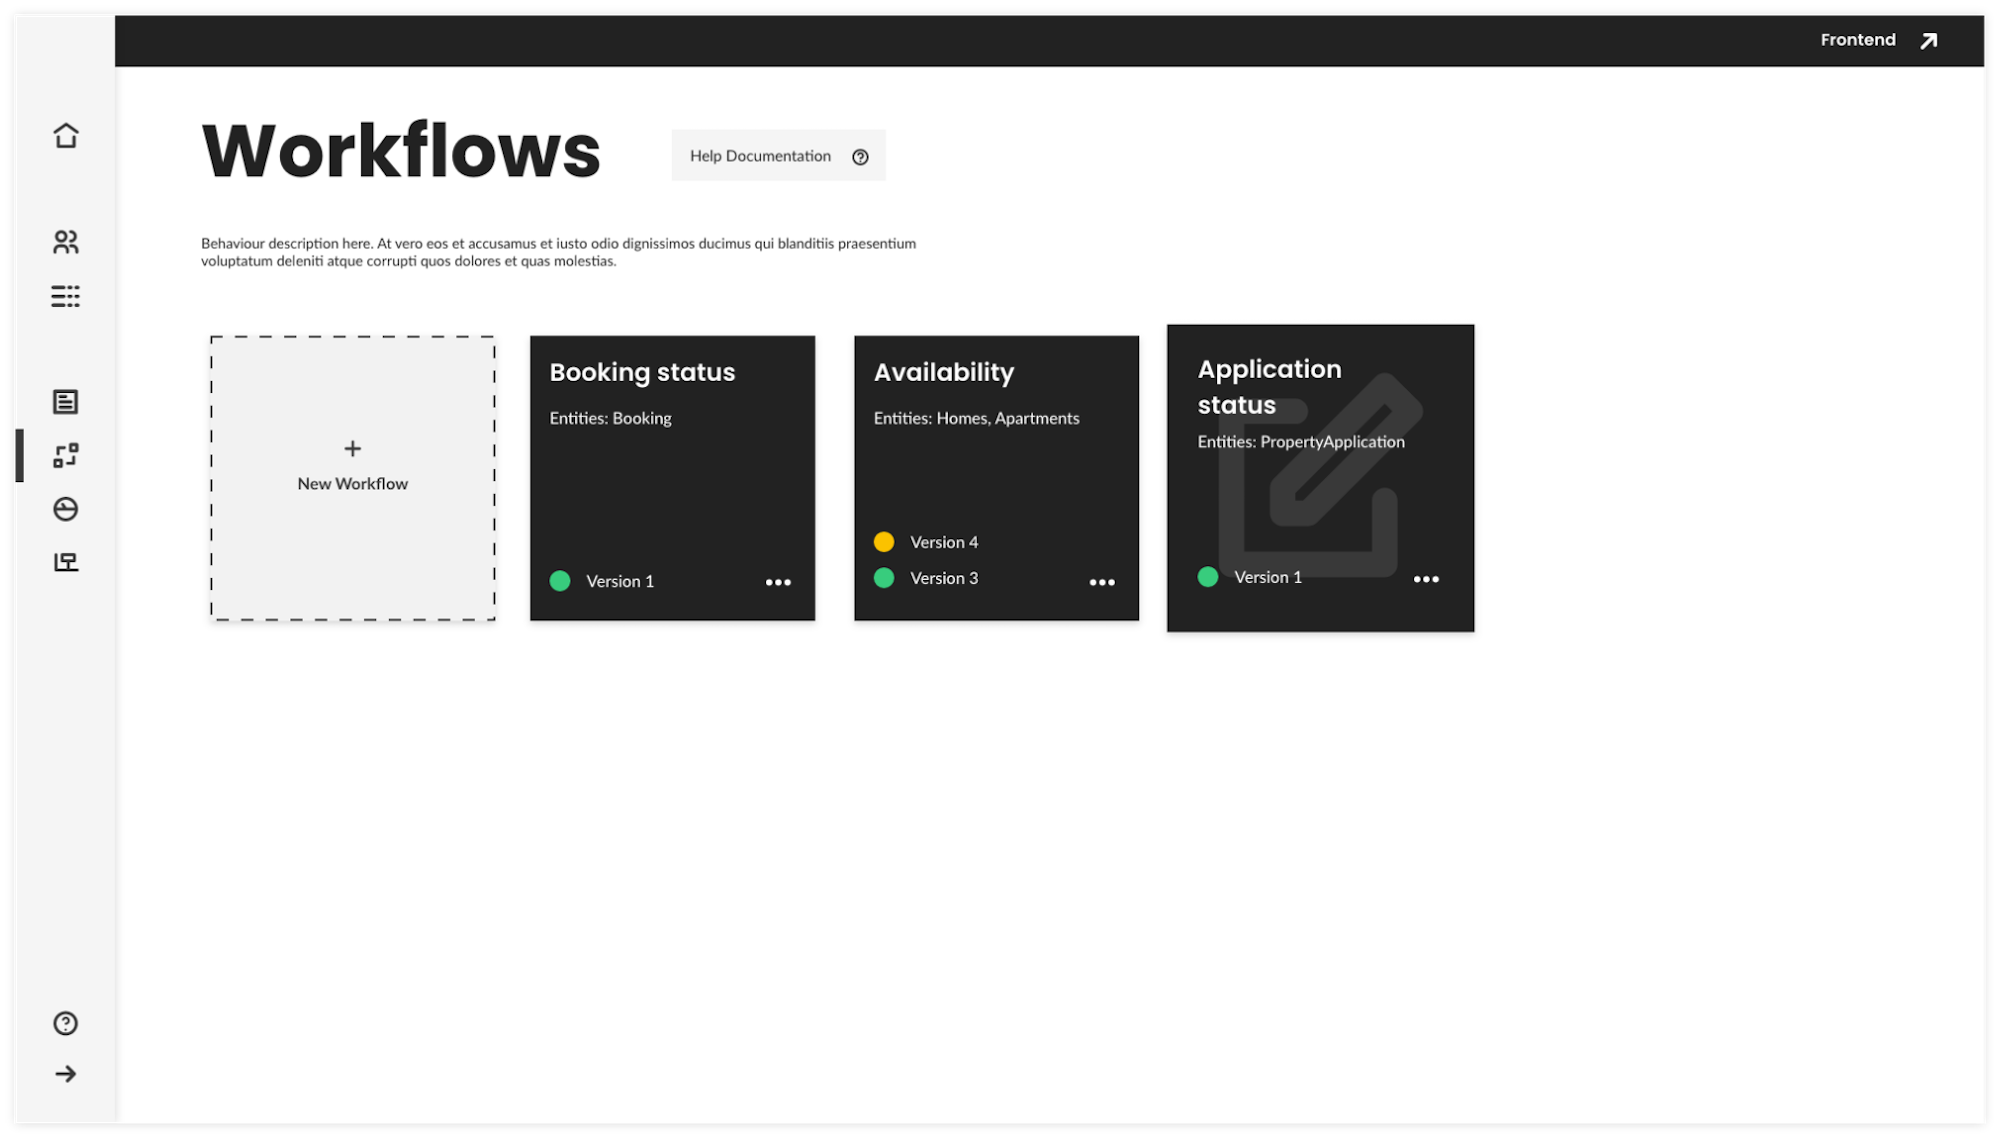 Frontend
Workflows
Help Documentation
Behaviour description here. At vero eos et accusamus et iusto odio dignissimos ducimus qui blanditiis praesentium
voluptatum deleniti atque corrupti quos dolores et quas molestias.
+
New Workflow
Booking status
Entities: Booking
Version 1
Availability
Entities: Homes, Apartments
Version 4
Version 3
Application
status
Entities: PropertyApplication
Version 1